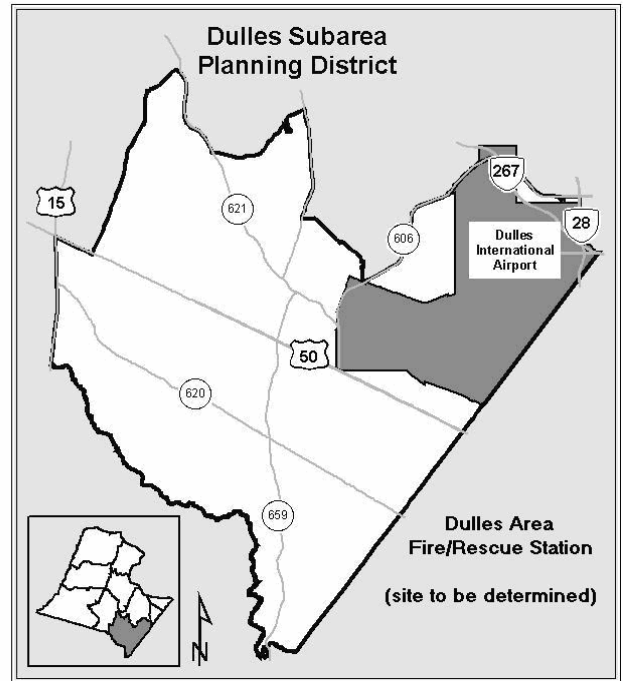 Dulles Subarea
Planning District
267
15
621
28
606
Dulles
International
Airport
50
620
659
Dulles Area
Fire/Rescue Station
(site to be determined)
N